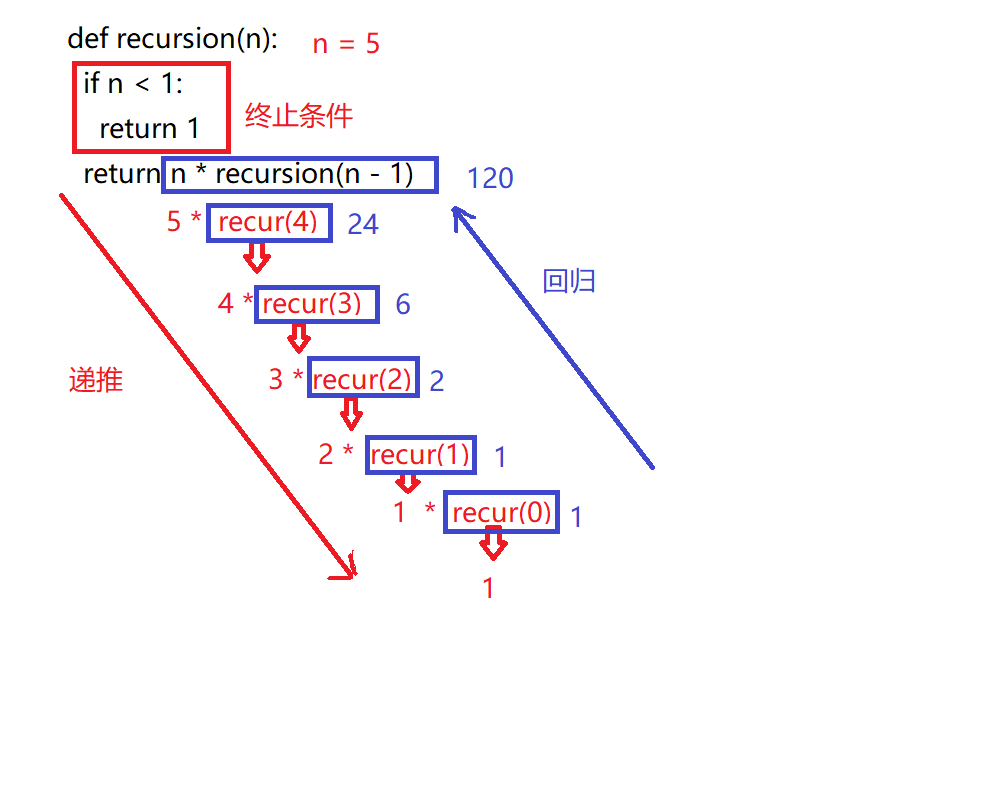 def recursion(n): n = 5
if n < 1:
终止条件
return 1
return n * recursion(n - 1) 120
5 * recur(4) 24
回归
4 * recur(3) 6
递推
3 * recur(2) 2
2 * recur(1) 1
1 * recur(0) 1
1